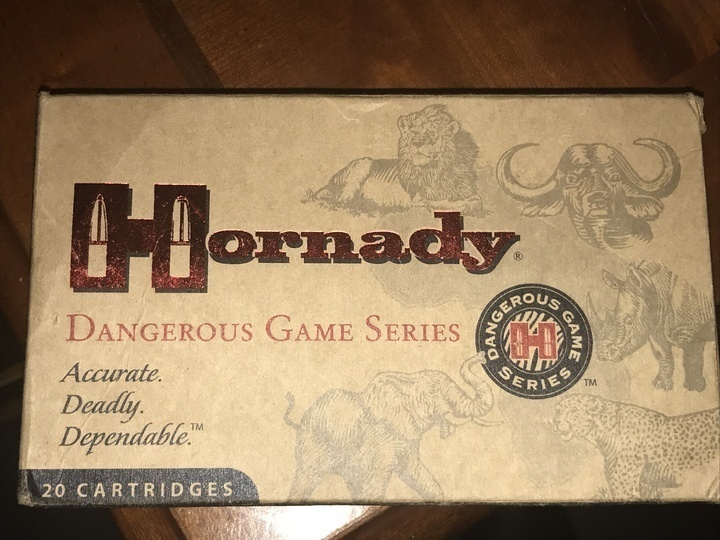 Hornady®
DANGEROUS GAME SERIES
DANGEROUS GAME
H
SERIES
TM
Accurate.
Deadly.
Dependable.™
20 CARTRIDGES